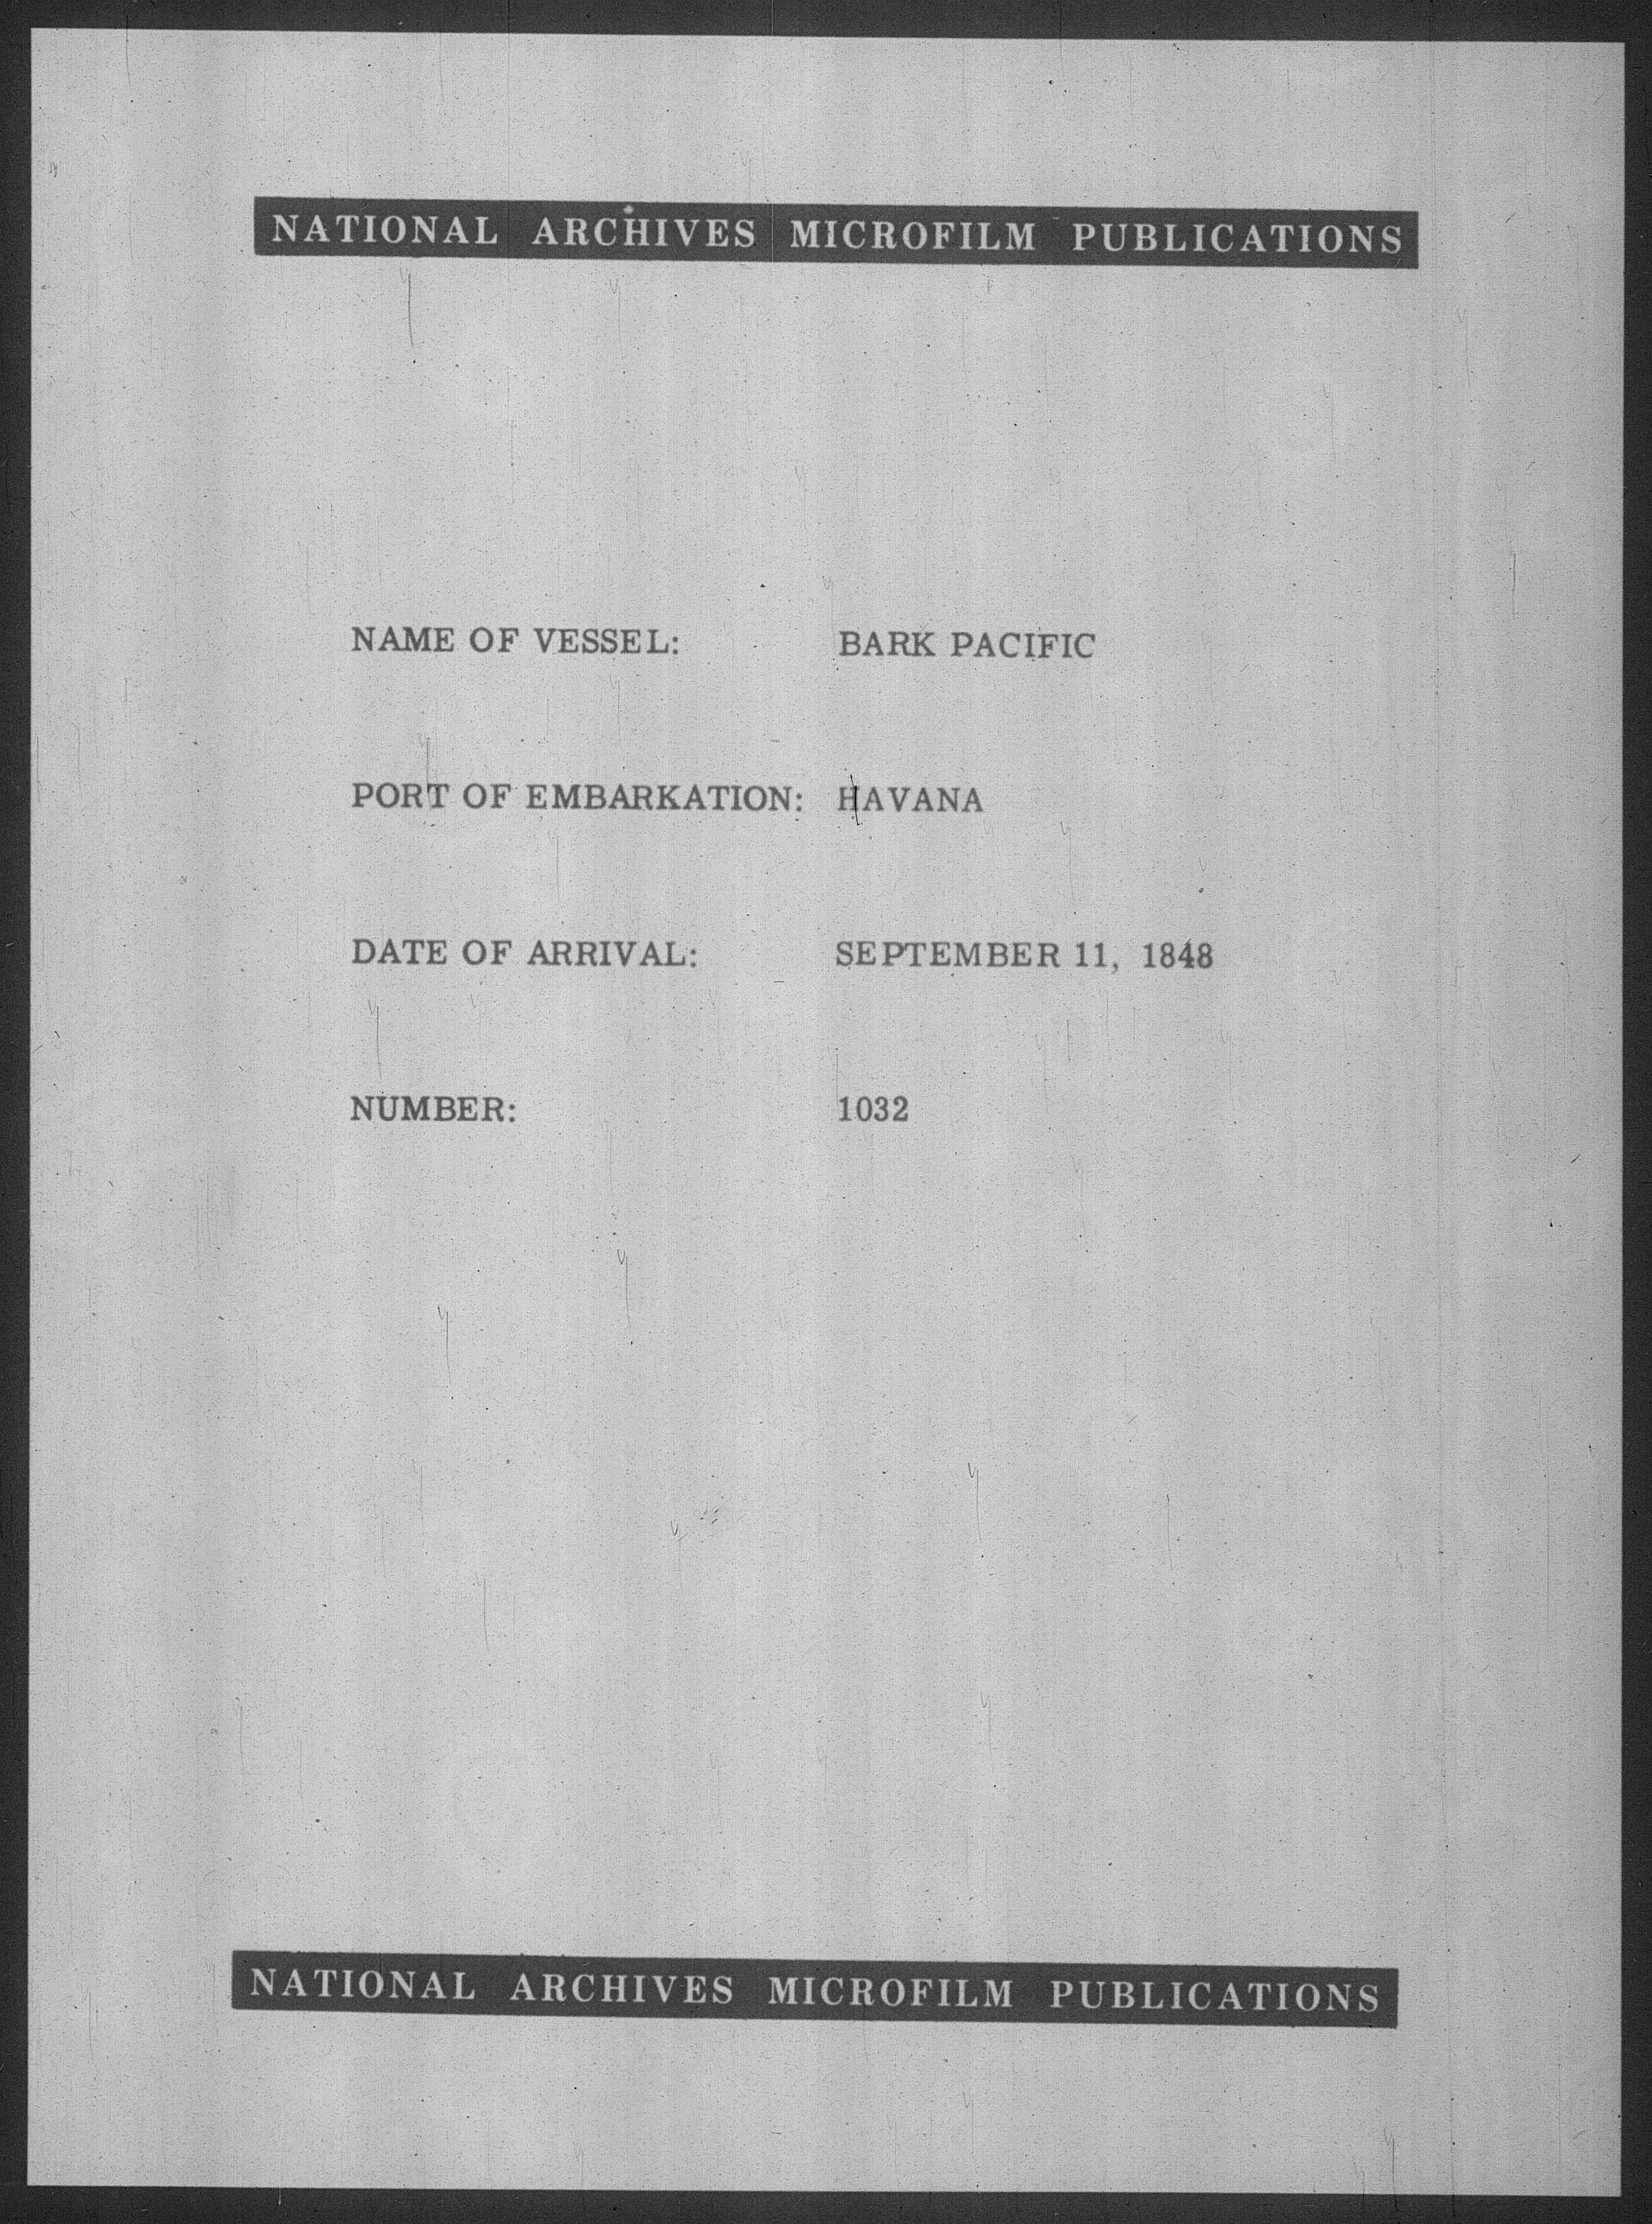 NATIONAL ARCHIVES MICROFILM PUBLICATIONS
NAME OF VESSEL: BARK PACIFIC
PORT OF EMBARKATION: HAVANA
DATE OF ARRIVAL: SEPTEMBER 11, 1848
NUMBER: 1032
NATIONAL ARCHIVES MICROFILM PUBLICATIONS